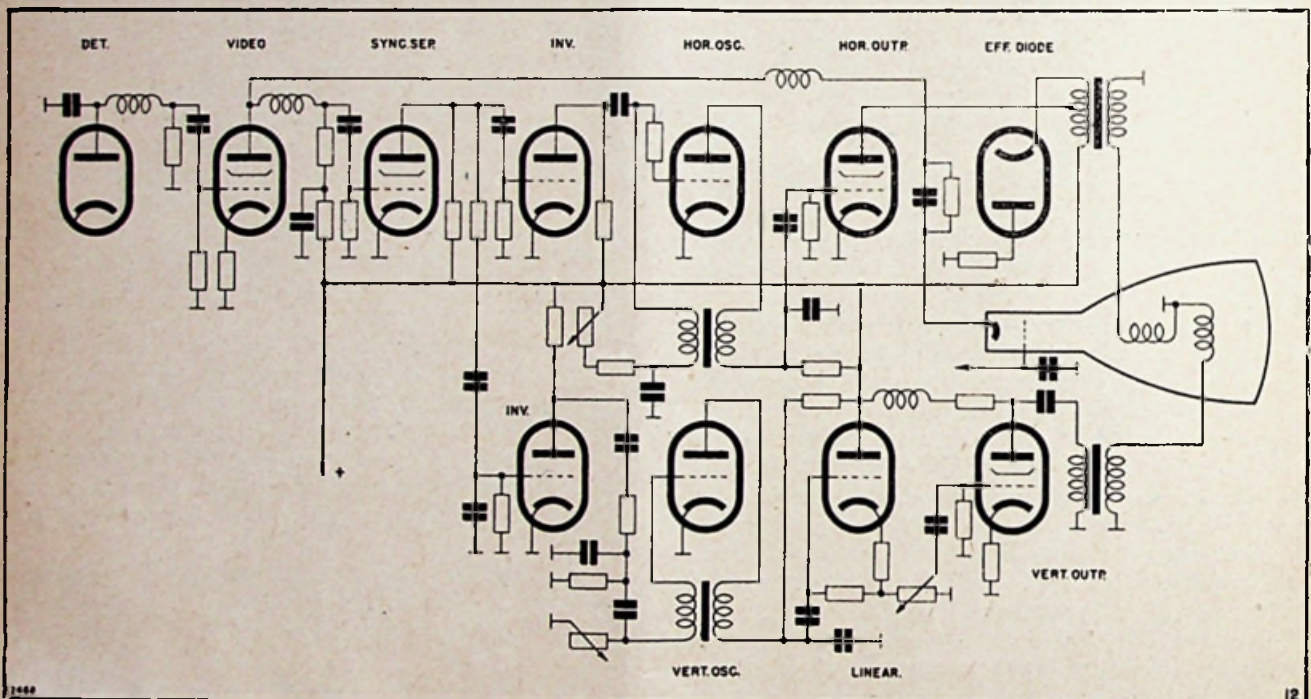 DET. VIDEO SYNC. SEP. INV. HOR. OSC. HOR. OUTP. EFF. DIODE
+
INV.
VERT. OUTP.
VERT. OSC. LINEAR.
12